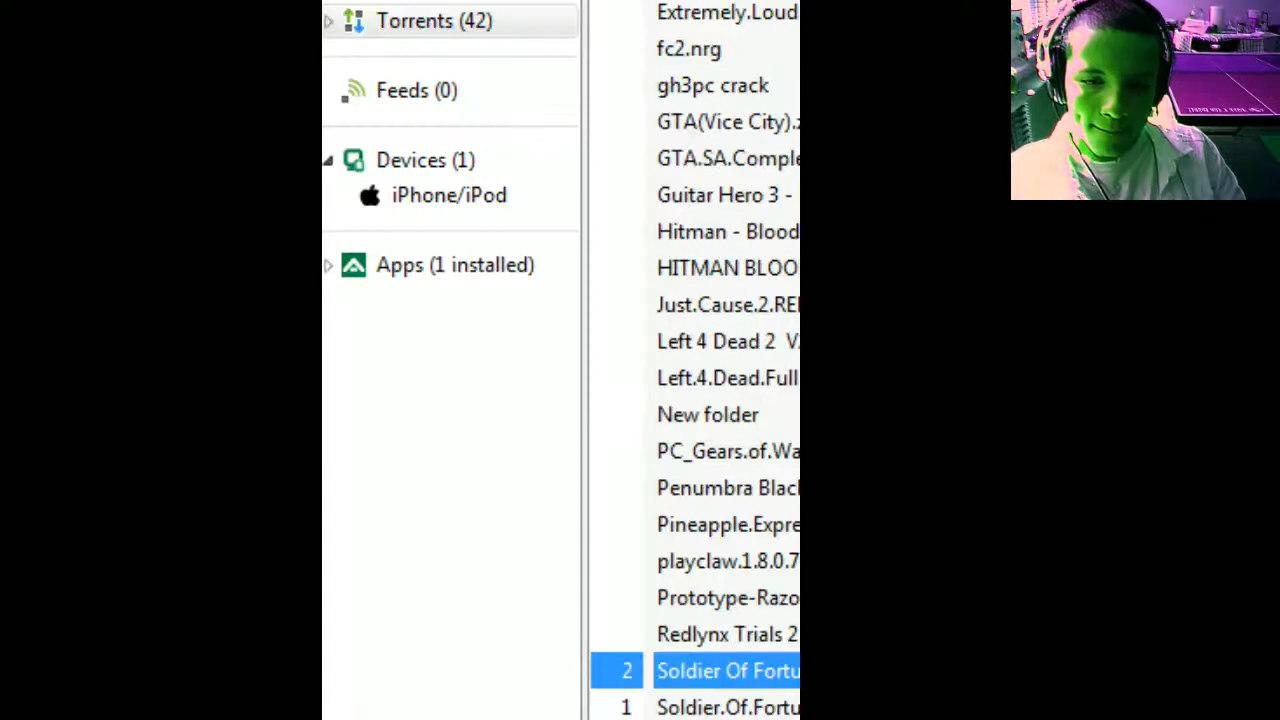 Torrents (42)
Feeds (0)
Devices (1)
iPhone/iPod
Apps (1 installed)
Extremely.Loud
fc2.nrg
gh3pc crack
GTA(Vice City).z
GTA.SA.Comple
Guitar Hero 3 -
Hitman - Blood
HITMAN BLOO
Just.Cause.2.REI
Left 4 Dead 2 V
Left.4.Dead.Full
New folder
PC_Gears.of.Wa
Penumbra Blac
Pineapple.Expre
playclaw.1.8.0.7
Prototype-Razo
Redlynx Trials 2
2 Soldier Of Fortu
1 Soldier.Of.Fortu